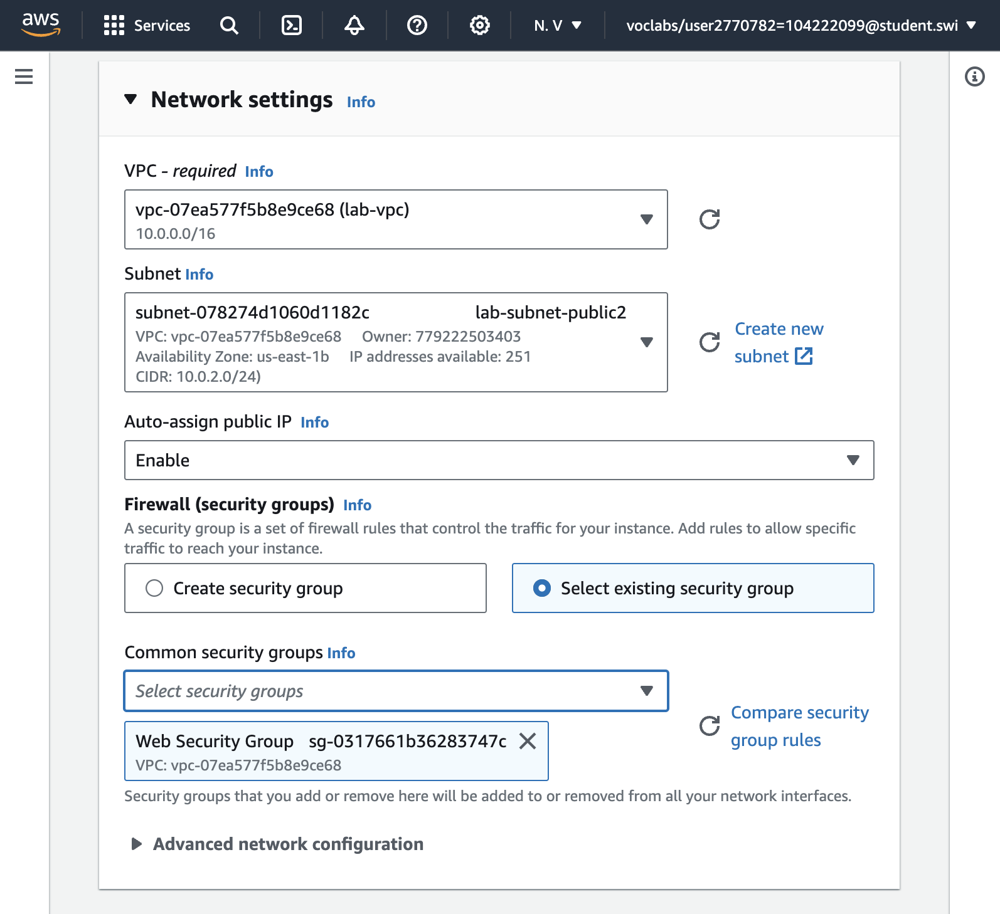 aws Services N. V voclabs/user2770782=104222099@student.swi
Network settings Info
VPC - required Info
vpc-07ea577f5b8e9ce68 (lab-vpc)
10.0.0.0/16
Subnet Info
subnet-078274d1060d1182c lab-subnet-public2
VPC: vpc-07ea577f5b8e9ce68 Owner: 779222503403
Availability Zone: us-east-1b IP addresses available: 251
CIDR: 10.0.2.0/24)
Create new
subnet
Auto-assign public IP Info
Enable
Firewall (security groups) Info
A security group is a set of firewall rules that control the traffic for your instance. Add rules to allow specific
traffic to reach your instance.
Create security group
Select existing security group
Common security groups Info
Select security groups
Web Security Group sg-0317661b36283747c
VPC: vpc-07ea577f5b8e9ce68
Compare security
group rules
Security groups that you add or remove here will be added to or removed from all your network interfaces.
Advanced network configuration